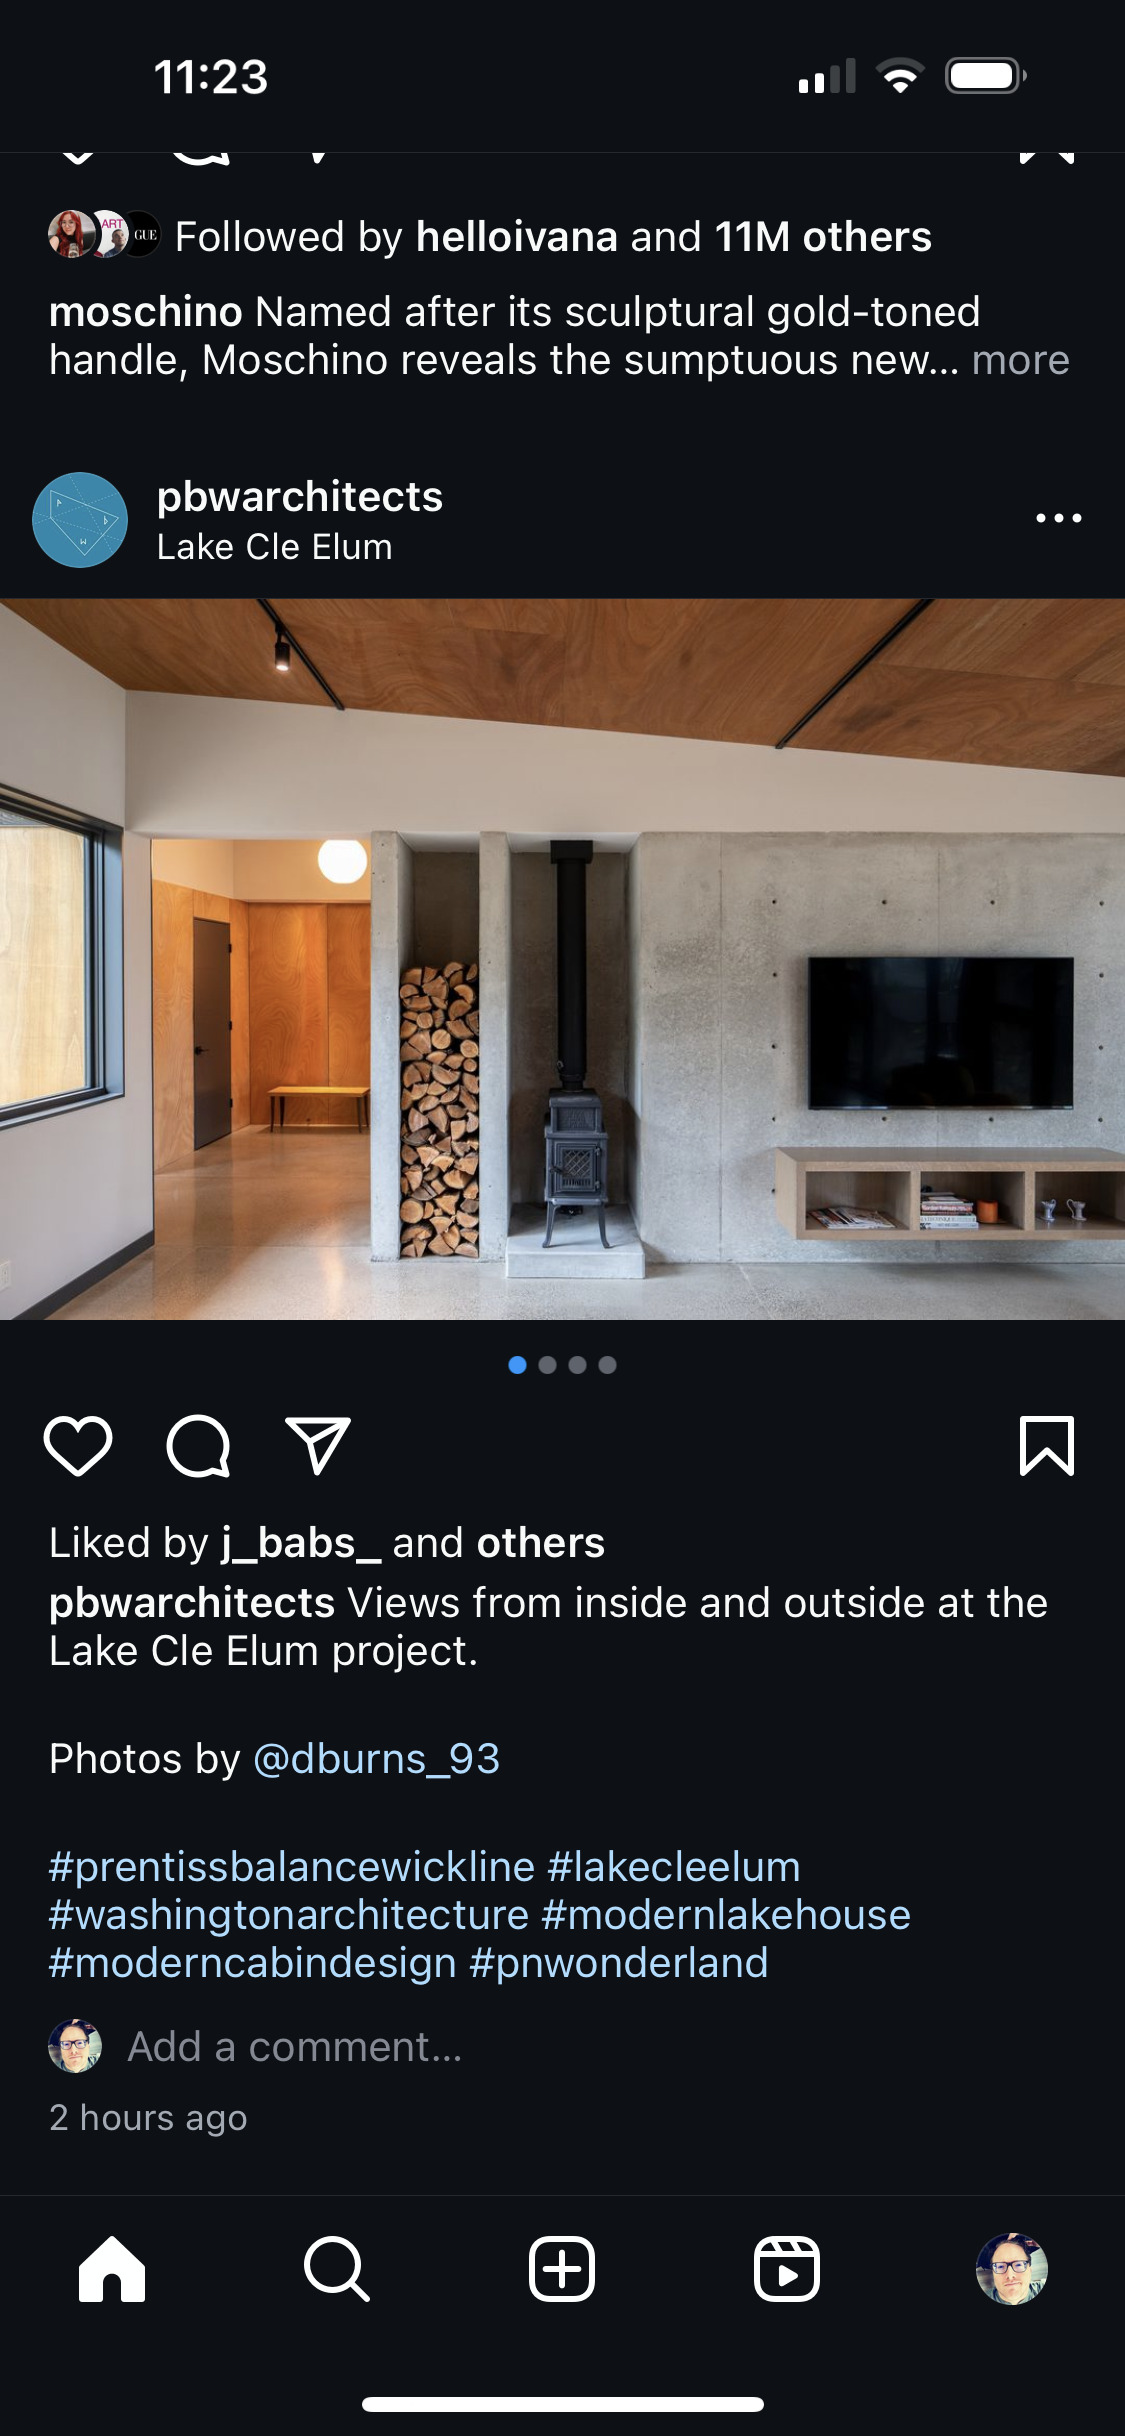 11:23
ART
GUE
Followed by helloivana and 11M others
moschino Named after its sculptural gold-toned
handle, Moschino reveals the sumptuous new... more
pbwarchitects
Lake Cle Elum
Liked by j_babs_ and others
pbwarchitects Views from inside and outside at the
Lake Cle Elum project.
Photos by @dburns_93
#prentissbalancewickline #lakecleelum
#washingtonarchitecture #modernlakehouse
#moderncabindesign #pnwonderland
Add a comment...
2 hours ago